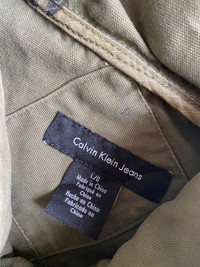 Calvin Klein Jeans
L/G
Made in China
Fabriqué en
Chine
Hecho en China
Fabricado na
China